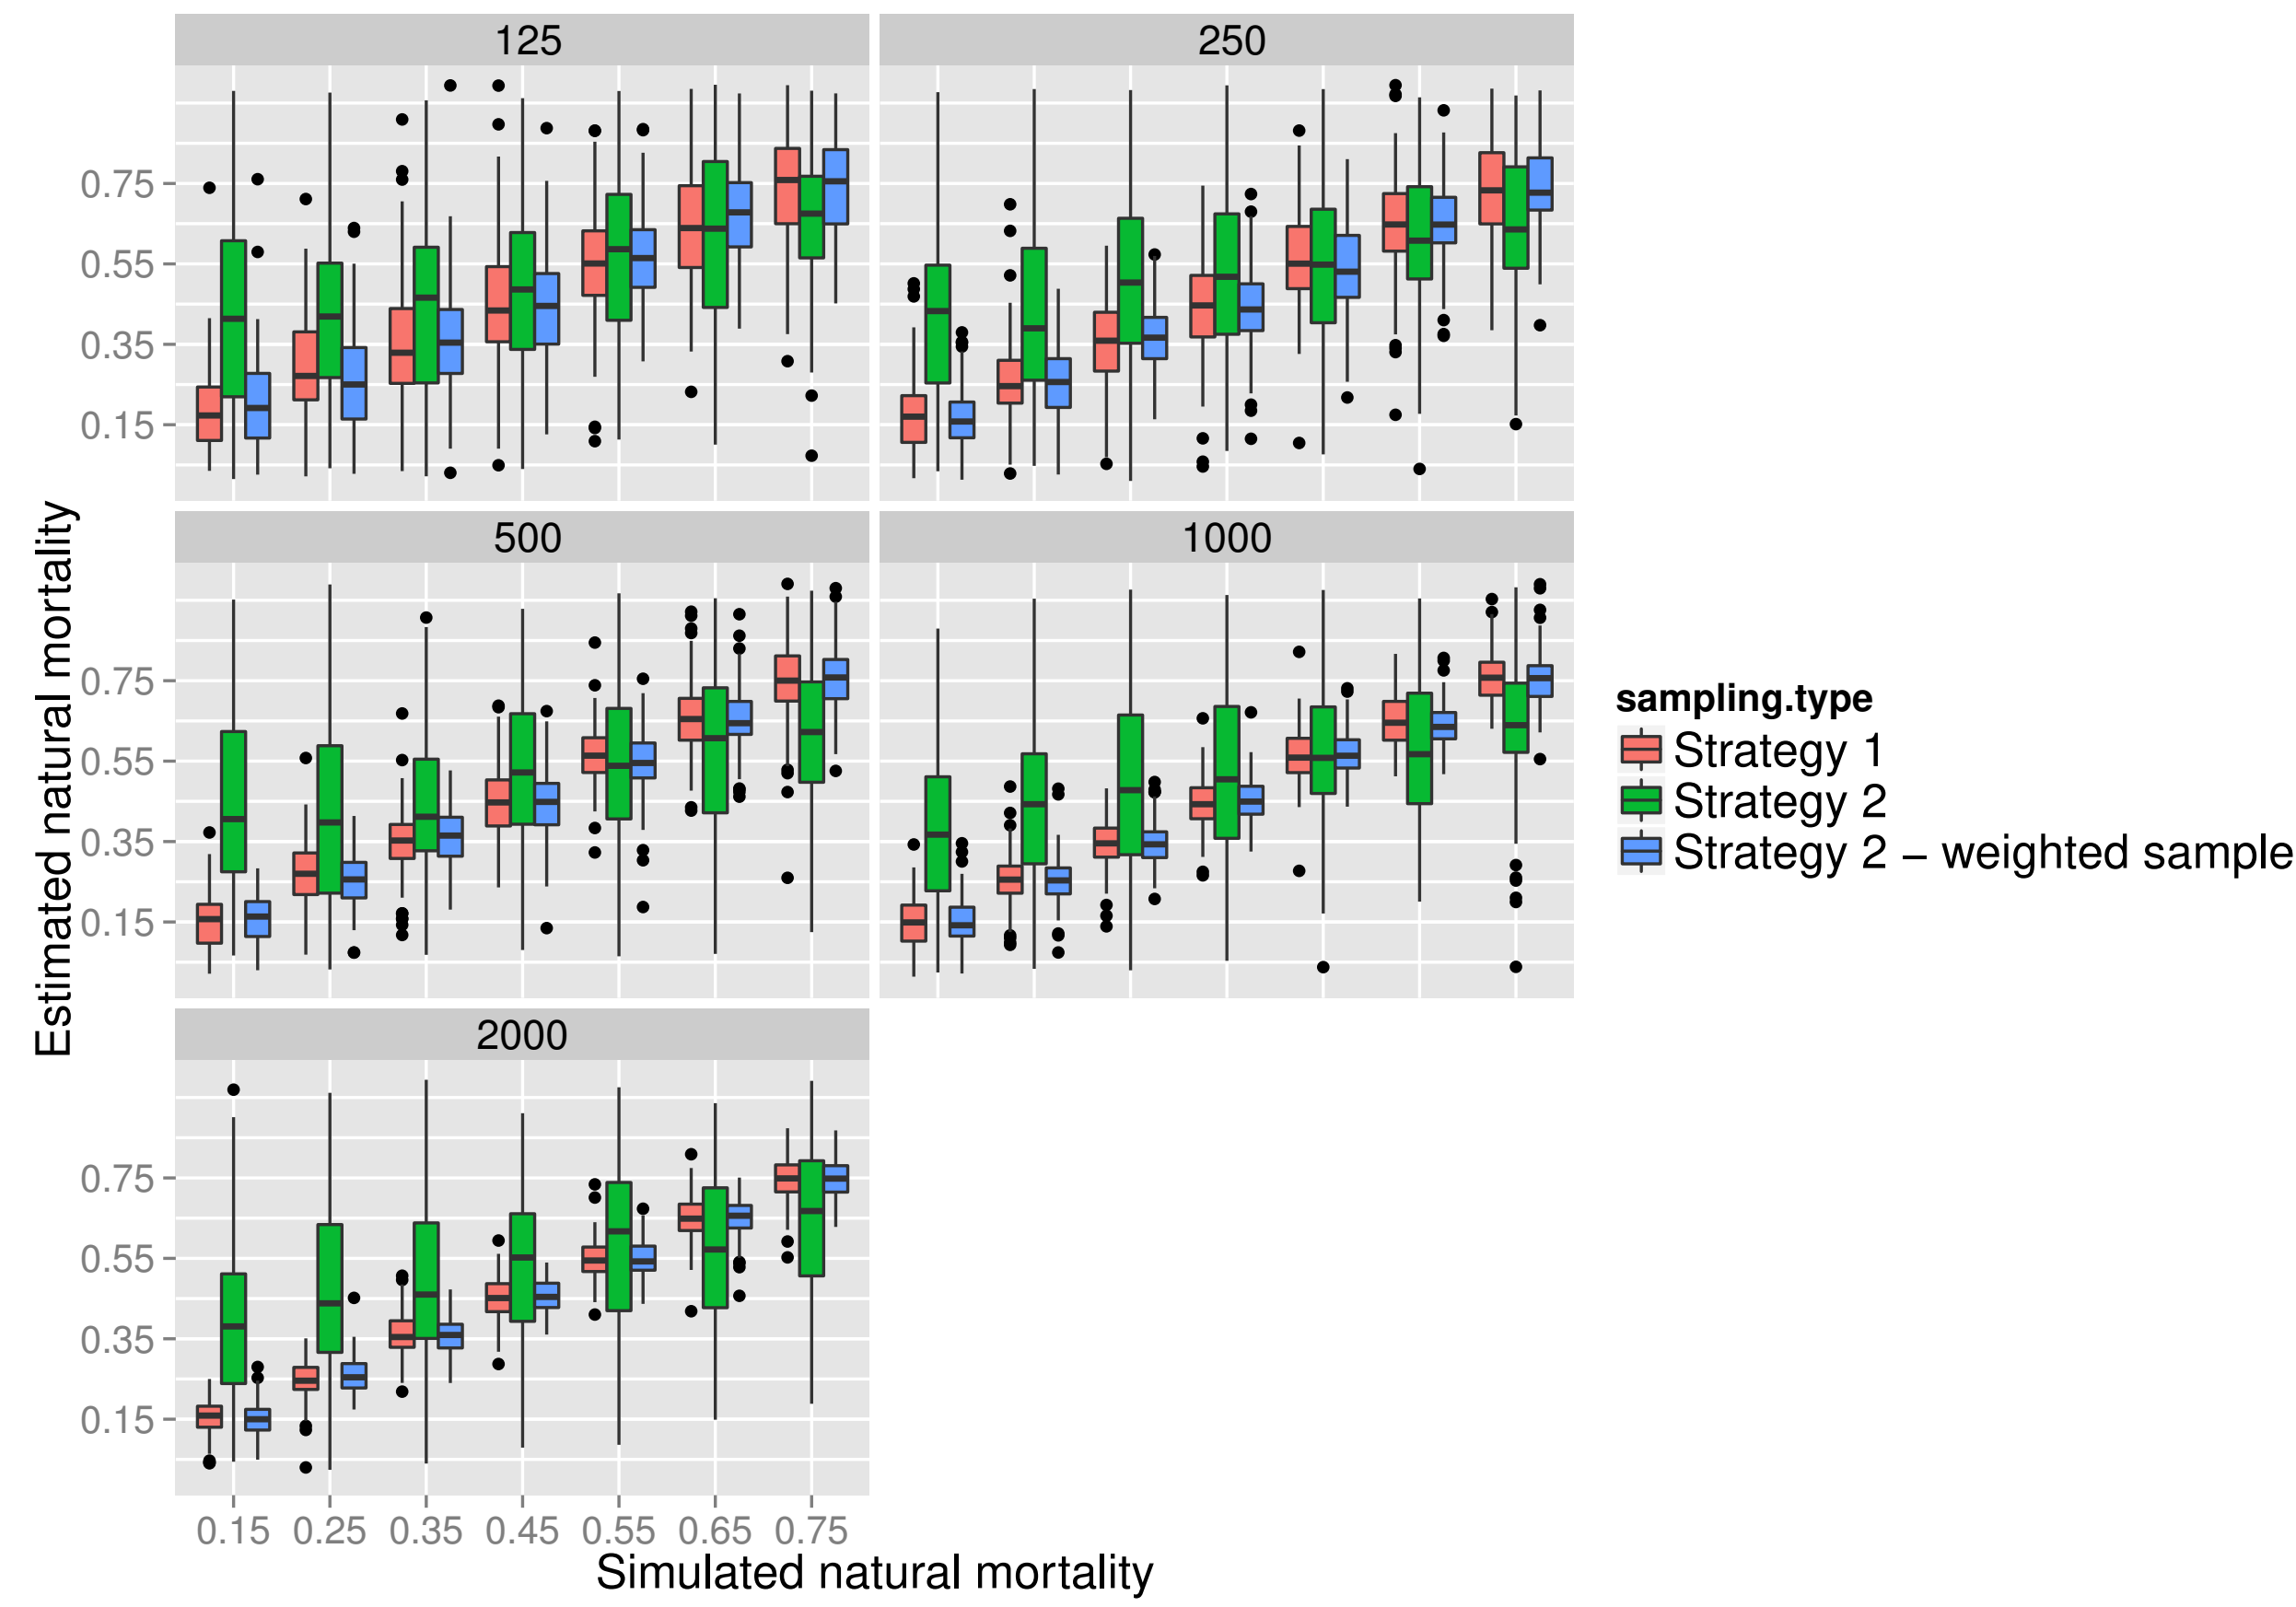 125
250
0.75
0.55
0.35
0.15
500
1000
0.75
0.55
0.35
0.15
Estimated natural mortality
sampling.type
Strategy 1
Strategy 2
Strategy 2 – weighted sample
2000
0.75
0.55
0.35
0.15
0.15 0.25 0.35 0.45 0.55 0.65 0.75
Simulated natural mortality